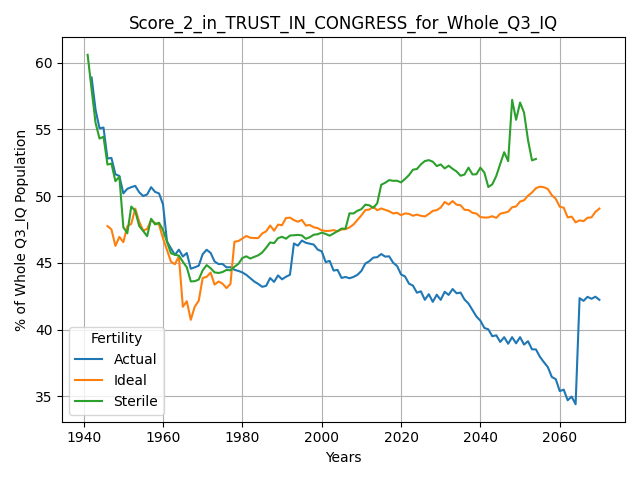 Score_2_in_TRUST_IN_CONGRESS_for_Whole_Q3_IQ
% of Whole Q3_IQ Population
60
55
50
45
40
35
Fertility
Actual
Ideal
Sterile
1940 1960 1980 2000 2020 2040 2060
Years